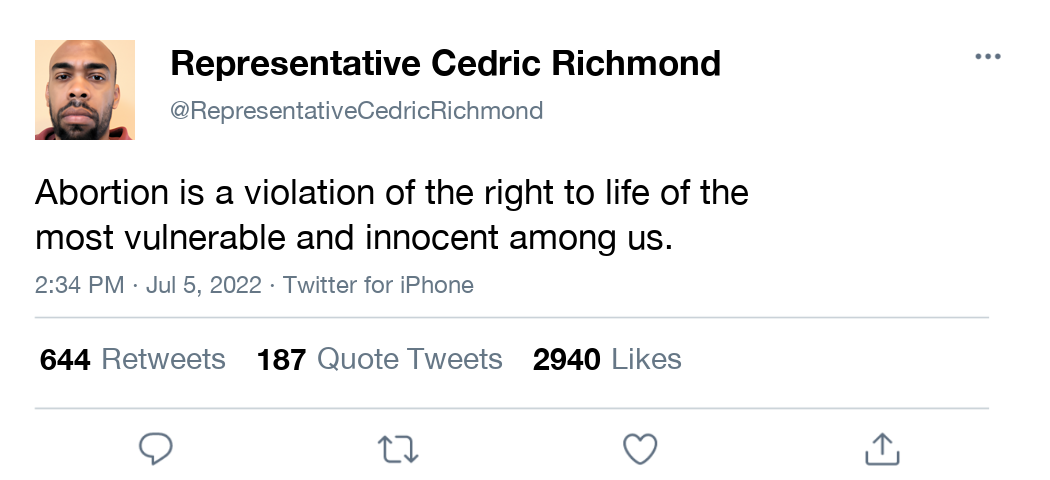 Representative Cedric Richmond
@RepresentativeCedricRichmond
Abortion is a violation of the right to life of the
most vulnerable and innocent among us.
2:34 PM · Jul 5, 2022 · Twitter for iPhone
644 Retweets 187 Quote Tweets 2940 Likes